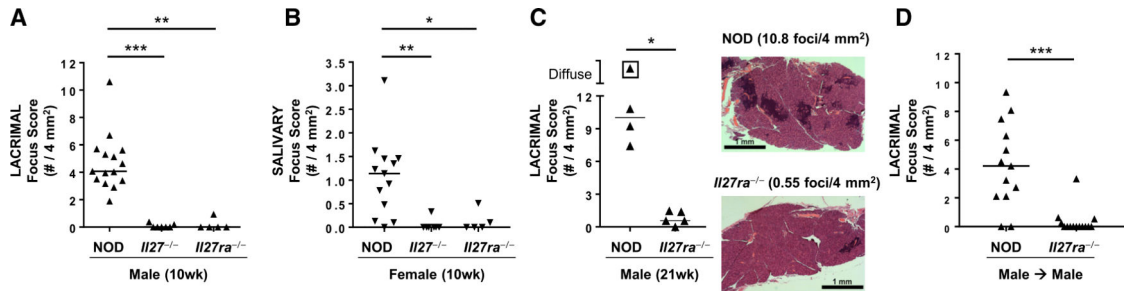 A
LACRIMAL
Focus Score
(# / 4 mm²)
12
10
8
6
4
2
0
**
***
NOD
Il27⁻/⁻
Il27ra⁻/⁻
Male (10wk)
B
SALIVARY
Focus Score
(# / 4 mm²)
3.5
3.0
2.5
2.0
1.5
1.0
0.5
0.0
*
**
NOD
Il27⁻/⁻
Il27ra⁻/⁻
Female (10wk)
C
LACRIMAL
Focus Score
(# / 4 mm²)
Diffuse
12
9
6
3
0
*
NOD
Il27ra⁻/⁻
Male (21wk)
NOD (10.8 foci/4 mm²)
1 mm
Il27ra⁻/⁻ (0.55 foci/4 mm²)
1 mm
D
LACRIMAL
Focus Score
(# / 4 mm²)
12
10
8
6
4
2
0
***
NOD
Il27ra⁻/⁻
Male → Male